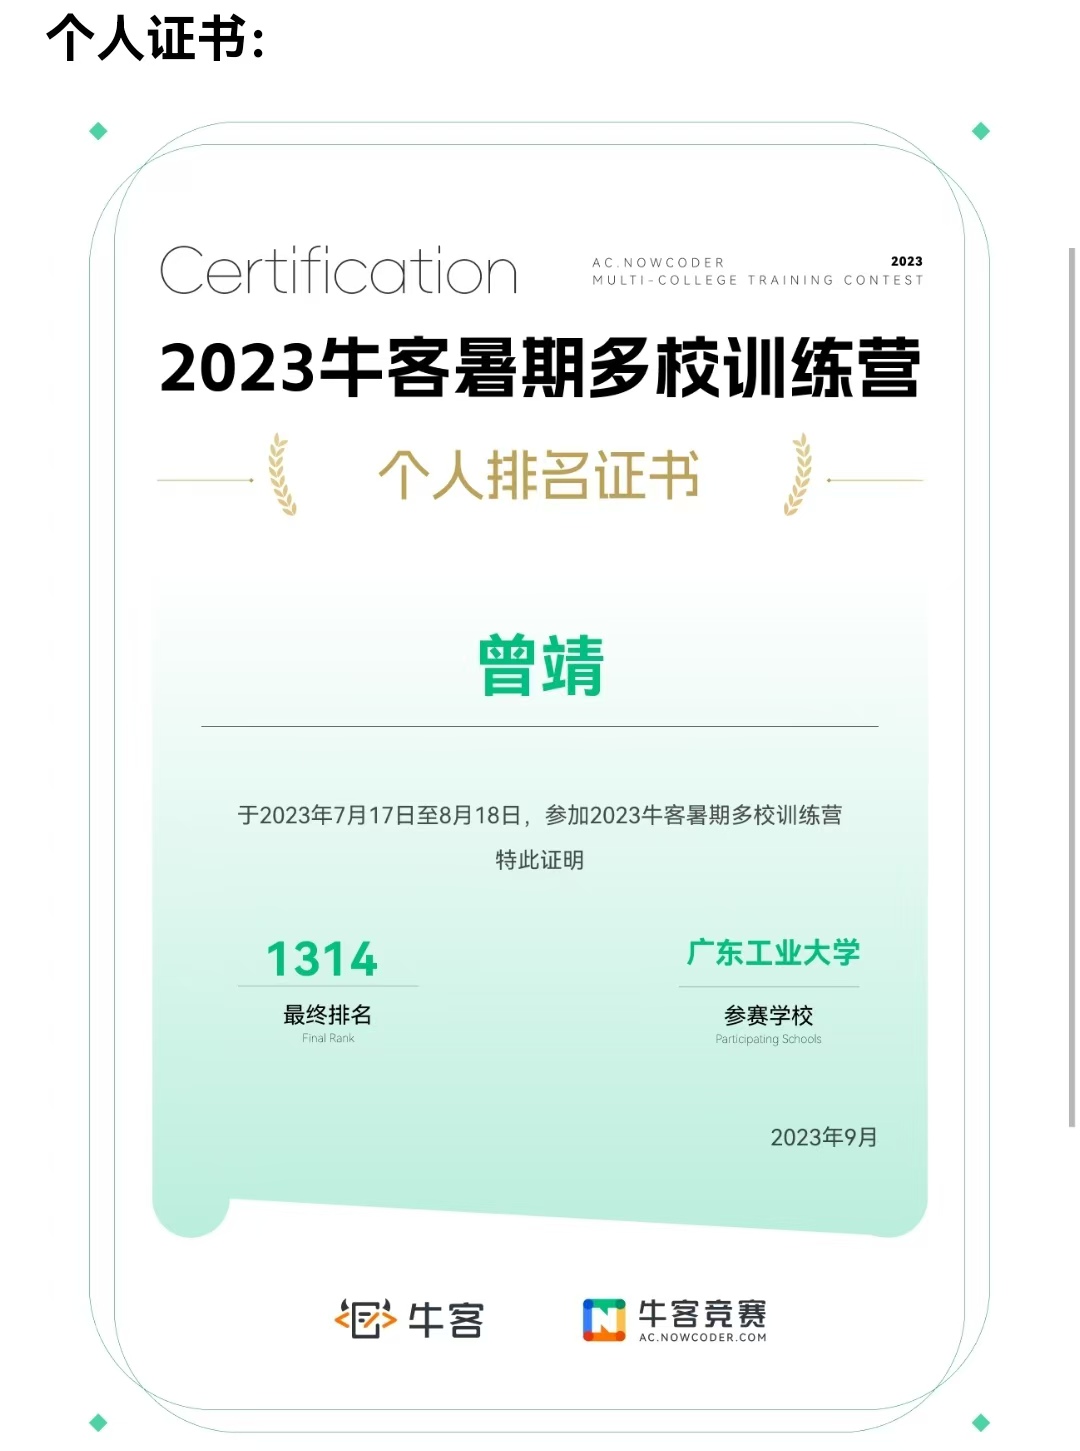 个人证书：
Certification
AC.NOWCODER 2023
MULTI-COLLEGE TRAINING CONTEST
2023牛客暑期多校训练营
个人排名证书
曾靖
于2023年7月17日至8月18日，参加2023牛客暑期多校训练营
特此证明
1314
最终排名
Final Rank
广东工业大学
参赛学校
Participating Schools
2023年9月
牛客
牛客竞赛
AC.NOWCODER.COM